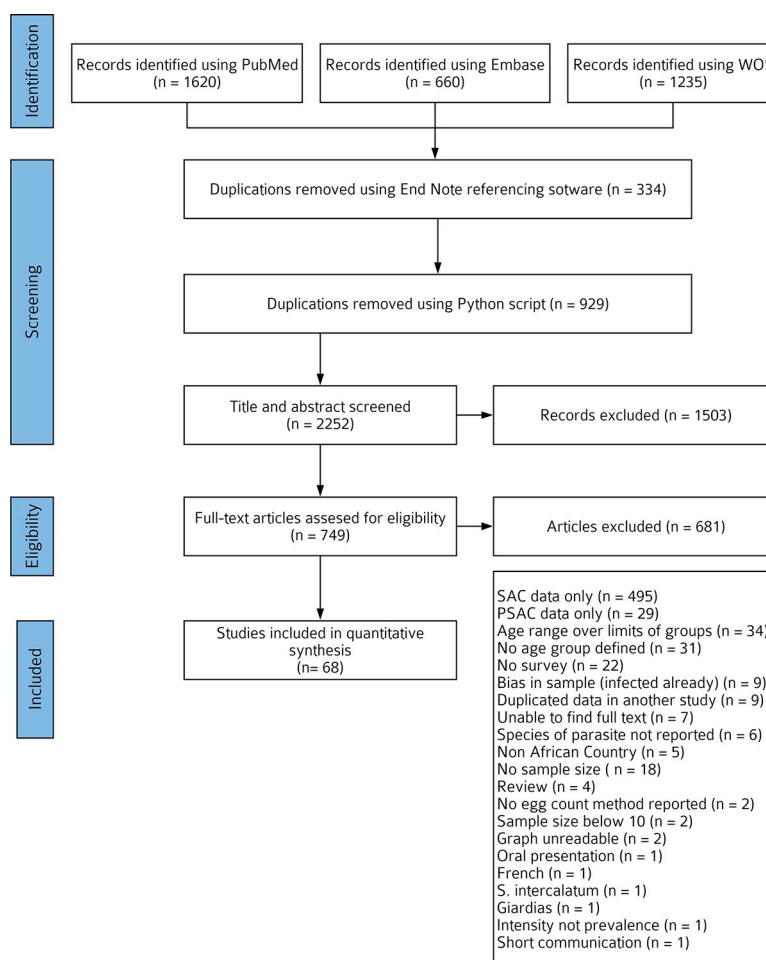 Identification
Records identified using PubMed
(n = 1620)
Records identified using Embase
(n = 660)
Records identified using
(n = 1235)
Screening
Duplications removed using End Note referencing sotware (n = 334)
Duplications removed using Python script (n = 929)
Title and abstract screened
(n = 2252)
Records excluded (n = 1503)
Eligibility
Full-text articles assesed for eligibility
(n = 749)
Articles excluded (n = 681)
Included
Studies included in quantitative
synthesis
(n= 68)
SAC data only (n = 495)
PSAC data only (n = 29)
Age range over limits of groups (n = 34)
No age group defined (n = 31)
No survey (n = 22)
Bias in sample (infected already) (n = 9)
Duplicated data in another study (n = 9)
Unable to find full text (n = 7)
Species of parasite not reported (n = 6)
Non African Country (n = 5)
No sample size ( n = 18)
Review (n = 4)
No egg count method reported (n = 2)
Sample size below 10 (n = 2)
Graph unreadable (n = 2)
Oral presentation (n = 1)
French (n = 1)
S. intercalatum (n = 1)
Giardias (n = 1)
Intensity not prevalence (n = 1)
Short communication (n = 1)